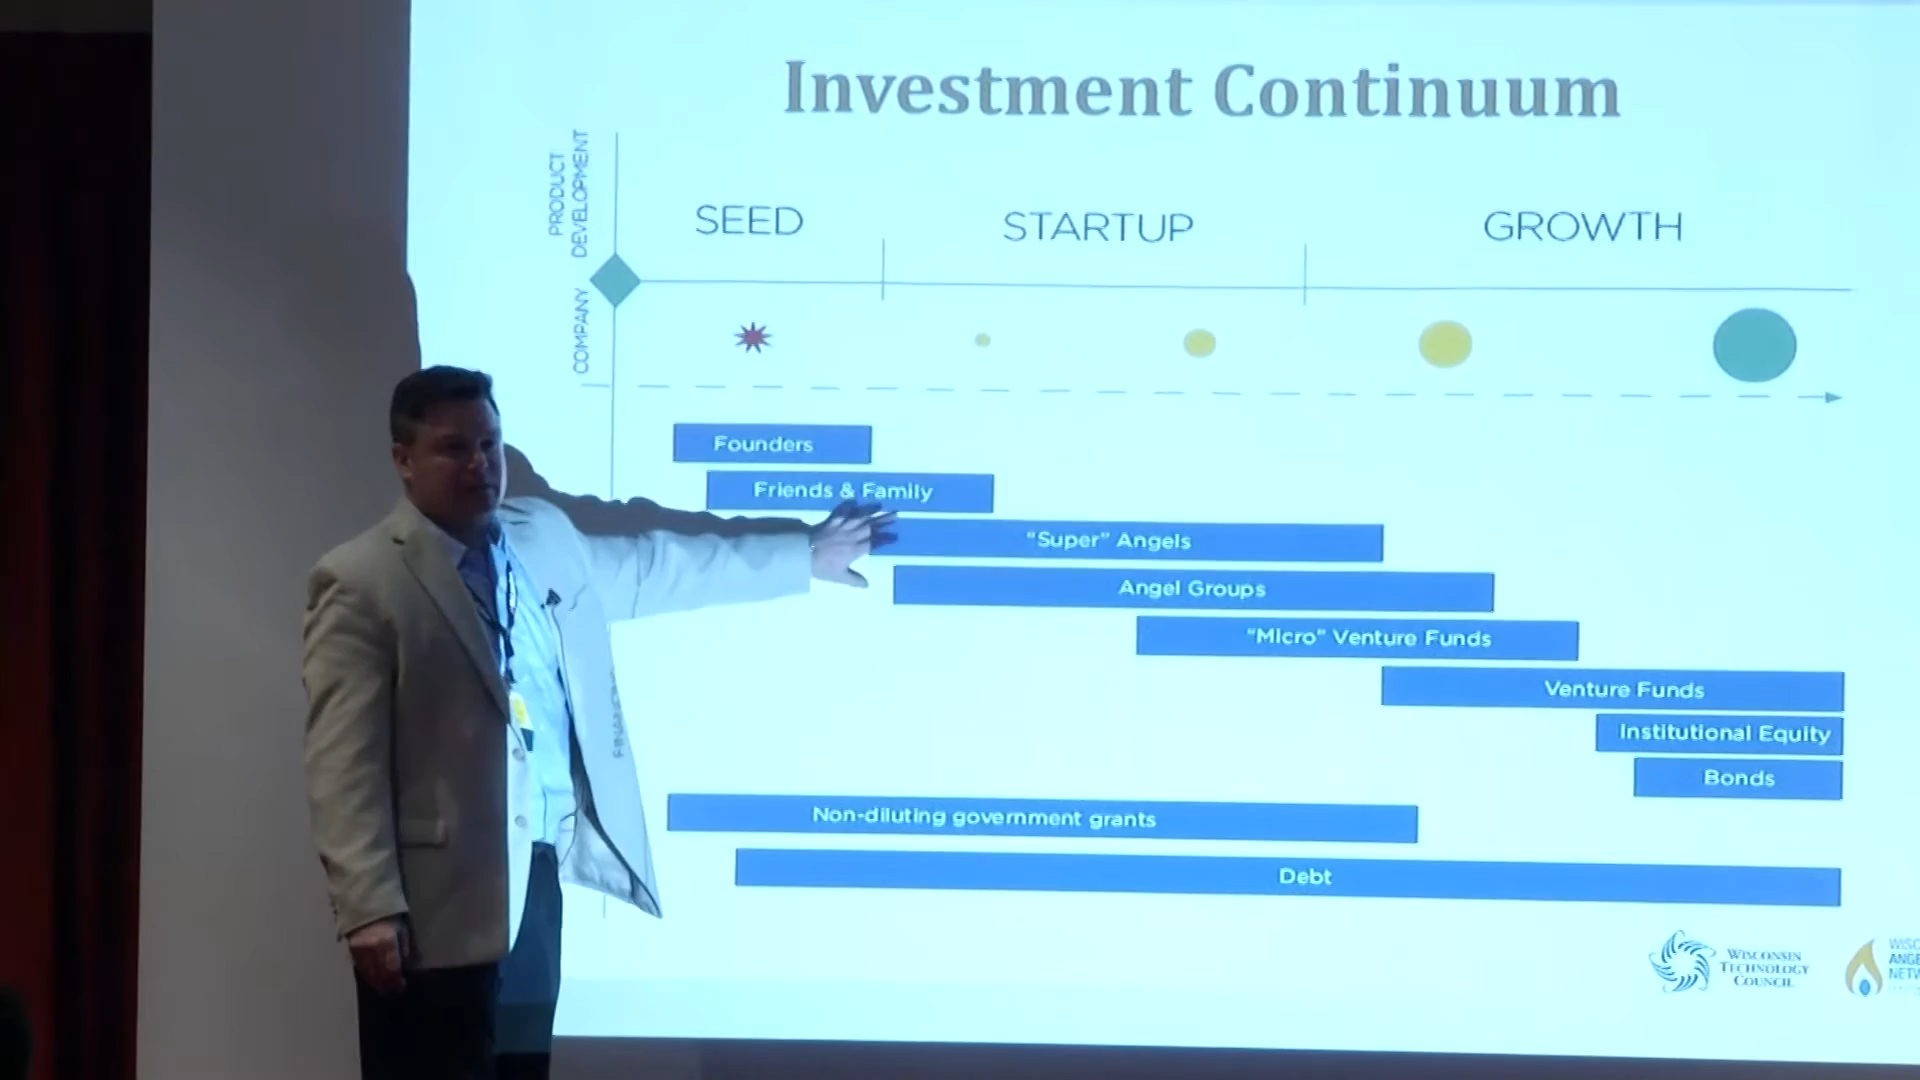 Investment Continuum
PRODUCT
DEVELOPMENT
COMPANY
SEED
STARTUP
GROWTH
Founders
Friends & Family
"Super" Angels
Angel Groups
"Micro" Venture Funds
Venture Funds
Institutional Equity
Bonds
Non-diluting government grants
Debt
WISCONSIN
TECHNOLOGY
COUNCIL